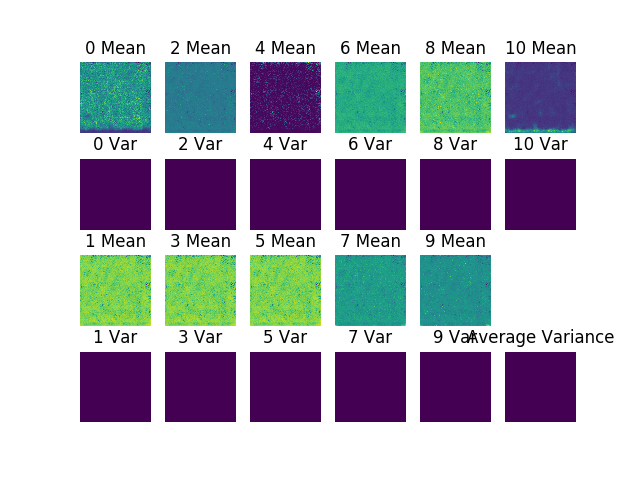 0 Mean 2 Mean 4 Mean 6 Mean 8 Mean 10 Mean
0 Var 2 Var 4 Var 6 Var 8 Var 10 Var
1 Mean 3 Mean 5 Mean 7 Mean 9 Mean
1 Var 3 Var 5 Var 7 Var 9 Var Average Variance